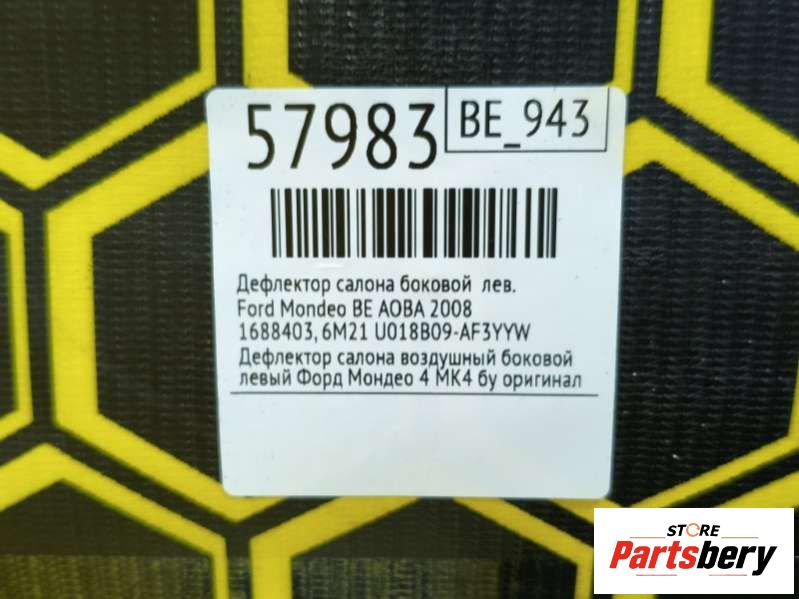 57983
BE_943
Дефлектор салона боковой лев.
Ford Mondeo BE AOBA 2008
1688403, 6M21 U018B09-AF3YYW
Дефлектор салона воздушный боковой
левый Форд Мондео 4 МК4 бу оригинал
STORE
Partsbery